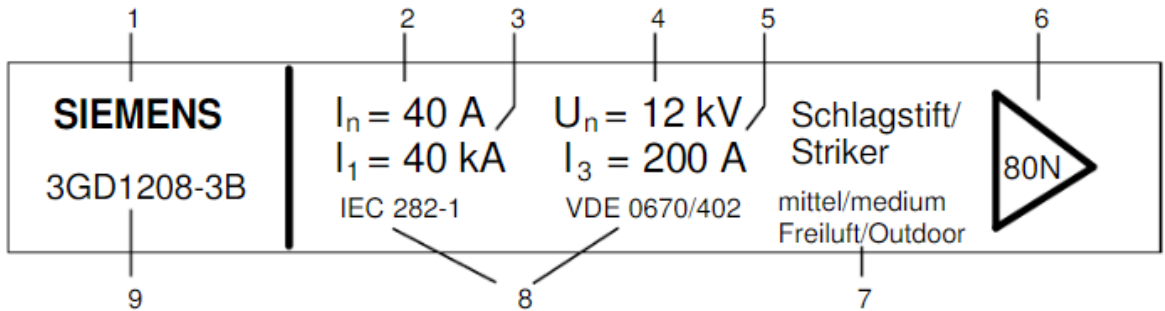 1 2 3 4 5 6
SIEMENS
3GD1208-3B
Iₙ = 40 A
I₁ = 40 kA
IEC 282-1
Uₙ = 12 kV
I₃ = 200 A
VDE 0670/402
Schlagstift/
Striker
mittel/medium
Freiluft/Outdoor
80N
9 8 7